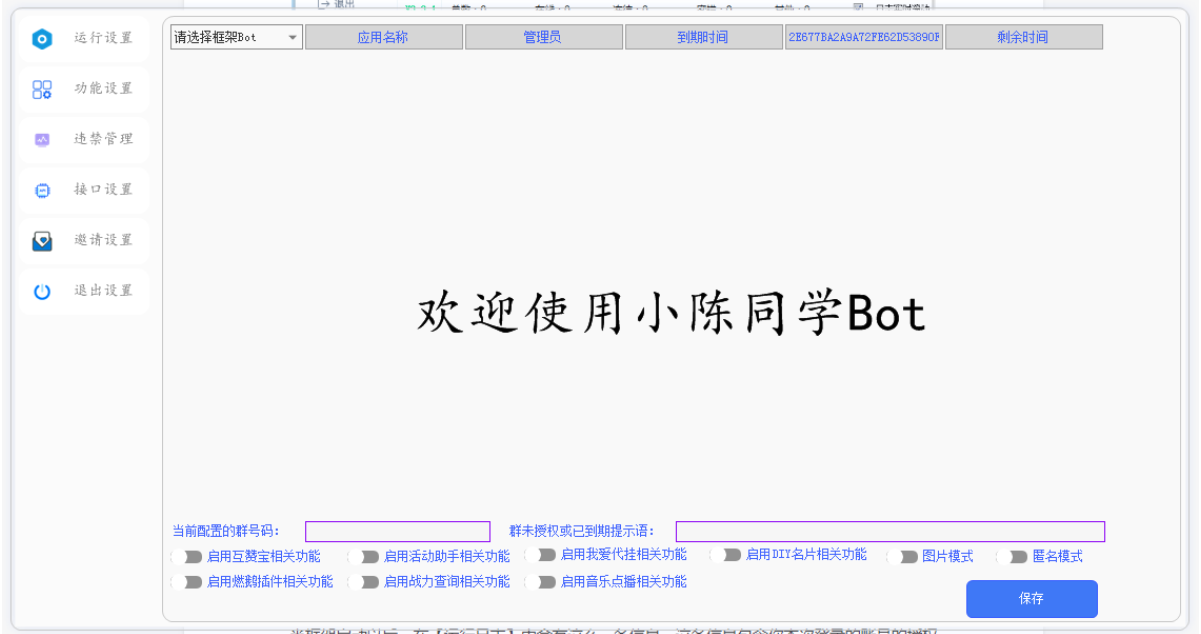 退出
运行设置
功能设置
违禁管理
接口设置
邀请设置
退出设置
请选择框架Bot
应用名称
管理员
到期时间
2E677BA2A9A72FE62D53890F
剩余时间
欢迎使用小陈同学Bot
当前配置的群号码:
群未授权或已到期提示语:
启用互赞宝相关功能
启用活动助手相关功能
启用我爱代挂相关功能
启用DIY名片相关功能
图片模式
匿名模式
启用燃鹅插件相关功能
启用战力查询相关功能
启用音乐点播相关功能
保存